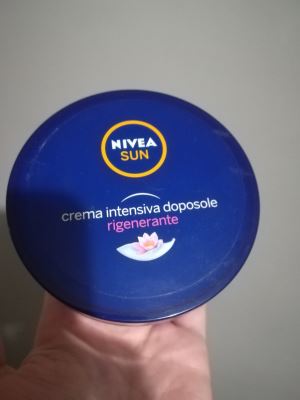 NIVEA
SUN
crema intensiva doposole
rigenerante